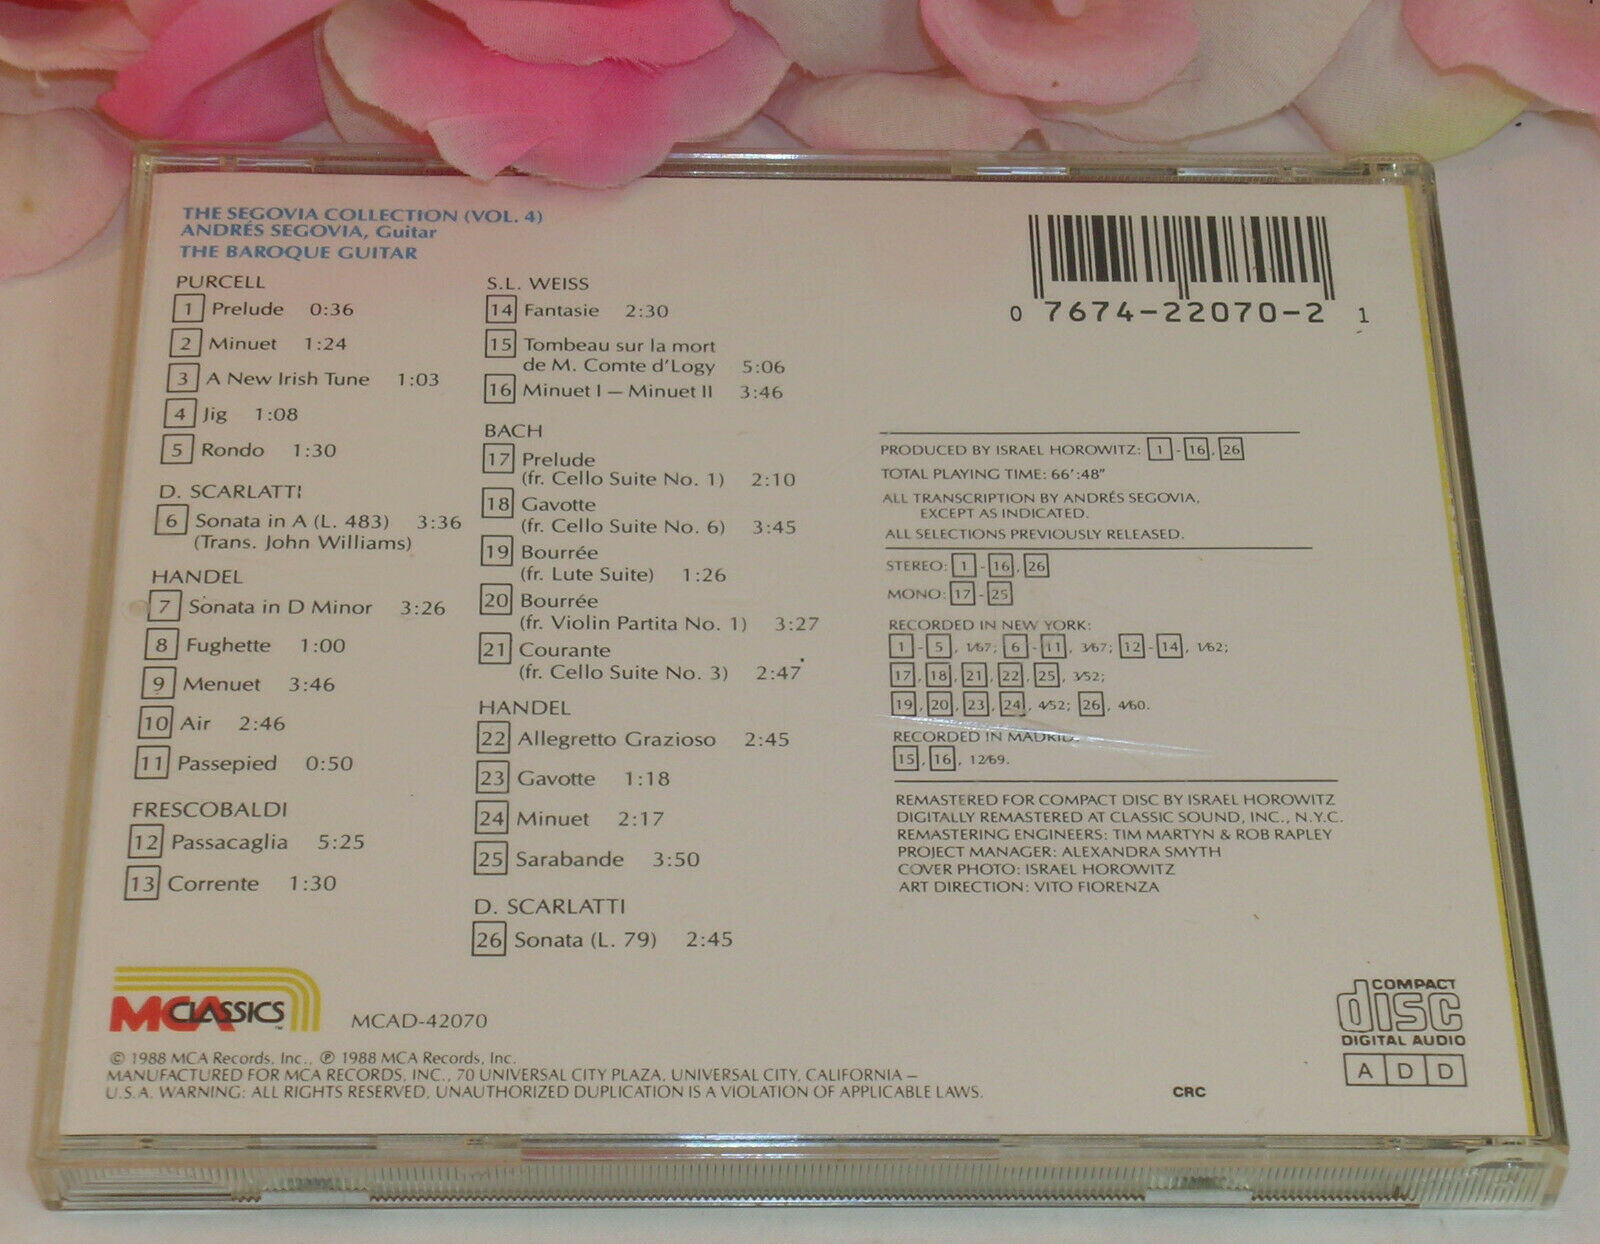 THE SEGOVIA COLLECTION (VOL. 4)
ANDRÉS SEGOVIA, Guitar
THE BAROQUE GUITAR
PURCELL
1 Prelude 0:36
2 Minuet 1:24
3 A New Irish Tune 1:03
4 Jig 1:08
5 Rondo 1:30
D. SCARLATTI
6 Sonata in A (L. 483) 3:36
(Trans. John Williams)
HANDEL
7 Sonata in D Minor 3:26
8 Fughette 1:00
9 Menuet 3:46
10 Air 2:46
11 Passepied 0:50
FRESCOBALDI
12 Passacaglia 5:25
13 Corrente 1:30
S.L. WEISS
14 Fantasie 2:30
15 Tombeau sur la mort
de M. Comte d'Logy 5:06
16 Minuet I – Minuet II 3:46
BACH
17 Prelude
(fr. Cello Suite No. 1) 2:10
18 Gavotte
(fr. Cello Suite No. 6) 3:45
19 Bourrée
(fr. Lute Suite) 1:26
20 Bourrée
(fr. Violin Partita No. 1) 3:27
21 Courante
(fr. Cello Suite No. 3) 2:47
HANDEL
22 Allegretto Grazioso 2:45
23 Gavotte 1:18
24 Minuet 2:17
25 Sarabande 3:50
D. SCARLATTI
26 Sonata (L. 79) 2:45
0 7674-22070-2 1
PRODUCED BY ISRAEL HOROWITZ: 1 - 16, 26
TOTAL PLAYING TIME: 66':48"
ALL TRANSCRIPTION BY ANDRÉS SEGOVIA,
EXCEPT AS INDICATED.
ALL SELECTIONS PREVIOUSLY RELEASED.
STEREO: 1 - 16, 26
MONO: 17 - 25
RECORDED IN NEW YORK:
1 - 5, 1/67; 6 - 11, 3/67; 12 - 14, 1/62;
17, 18, 21, 22, 25, 3/52;
19, 20, 23, 24, 4/52; 26, 4/60.
RECORDED IN MADRID:
15, 16, 12/69.
REMASTERED FOR COMPACT DISC BY ISRAEL HOROWITZ
DIGITALLY REMASTERED AT CLASSIC SOUND, INC., N.Y.C.
REMASTERING ENGINEERS: TIM MARTYN & ROB RAPLEY
PROJECT MANAGER: ALEXANDRA SMYTH
COVER PHOTO: ISRAEL HOROWITZ
ART DIRECTION: VITO FIORENZA
MCA CLASSICS ™
MCAD-42070
© 1988 MCA Records, Inc., ℗ 1988 MCA Records, Inc.
MANUFACTURED FOR MCA RECORDS, INC., 70 UNIVERSAL CITY PLAZA, UNIVERSAL CITY, CALIFORNIA –
U.S.A. WARNING: ALL RIGHTS RESERVED, UNAUTHORIZED DUPLICATION IS A VIOLATION OF APPLICABLE LAWS.
CRC
COMPACT
disc
DIGITAL AUDIO
A D D